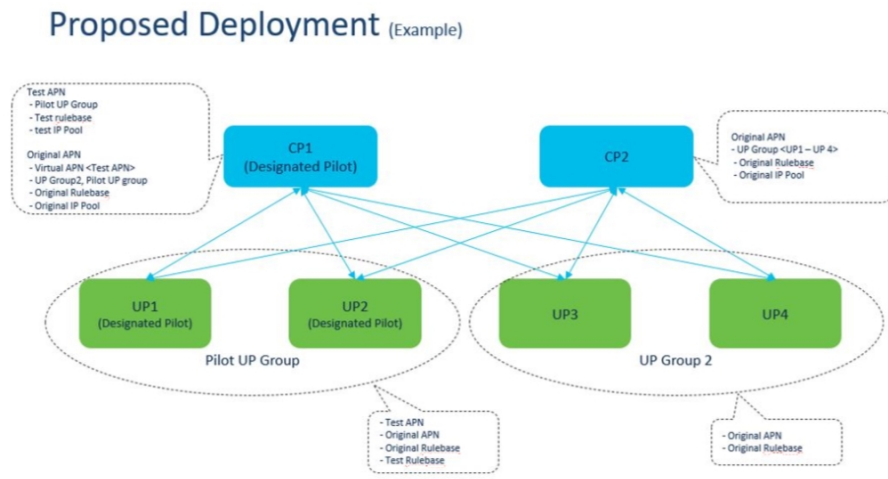 Proposed Deployment (Example)
Test APN
- Pilot UP Group
- Test rulebase
- test IP Pool
Original APN
- Virtual APN <Test APN>
- UP Group2, Pilot UP group
- Original Rulebase
- Original IP Pool
CP1
(Designated Pilot)
CP2
Original APN
- UP Group <UP1 – UP 4>
- Original Rulebase
- Original IP Pool
UP1
(Designated Pilot)
UP2
(Designated Pilot)
UP3
UP4
Pilot UP Group
UP Group 2
- Test APN
- Original APN
- Original Rulebase
- Test Rulebase
- Original APN
- Original Rulebase